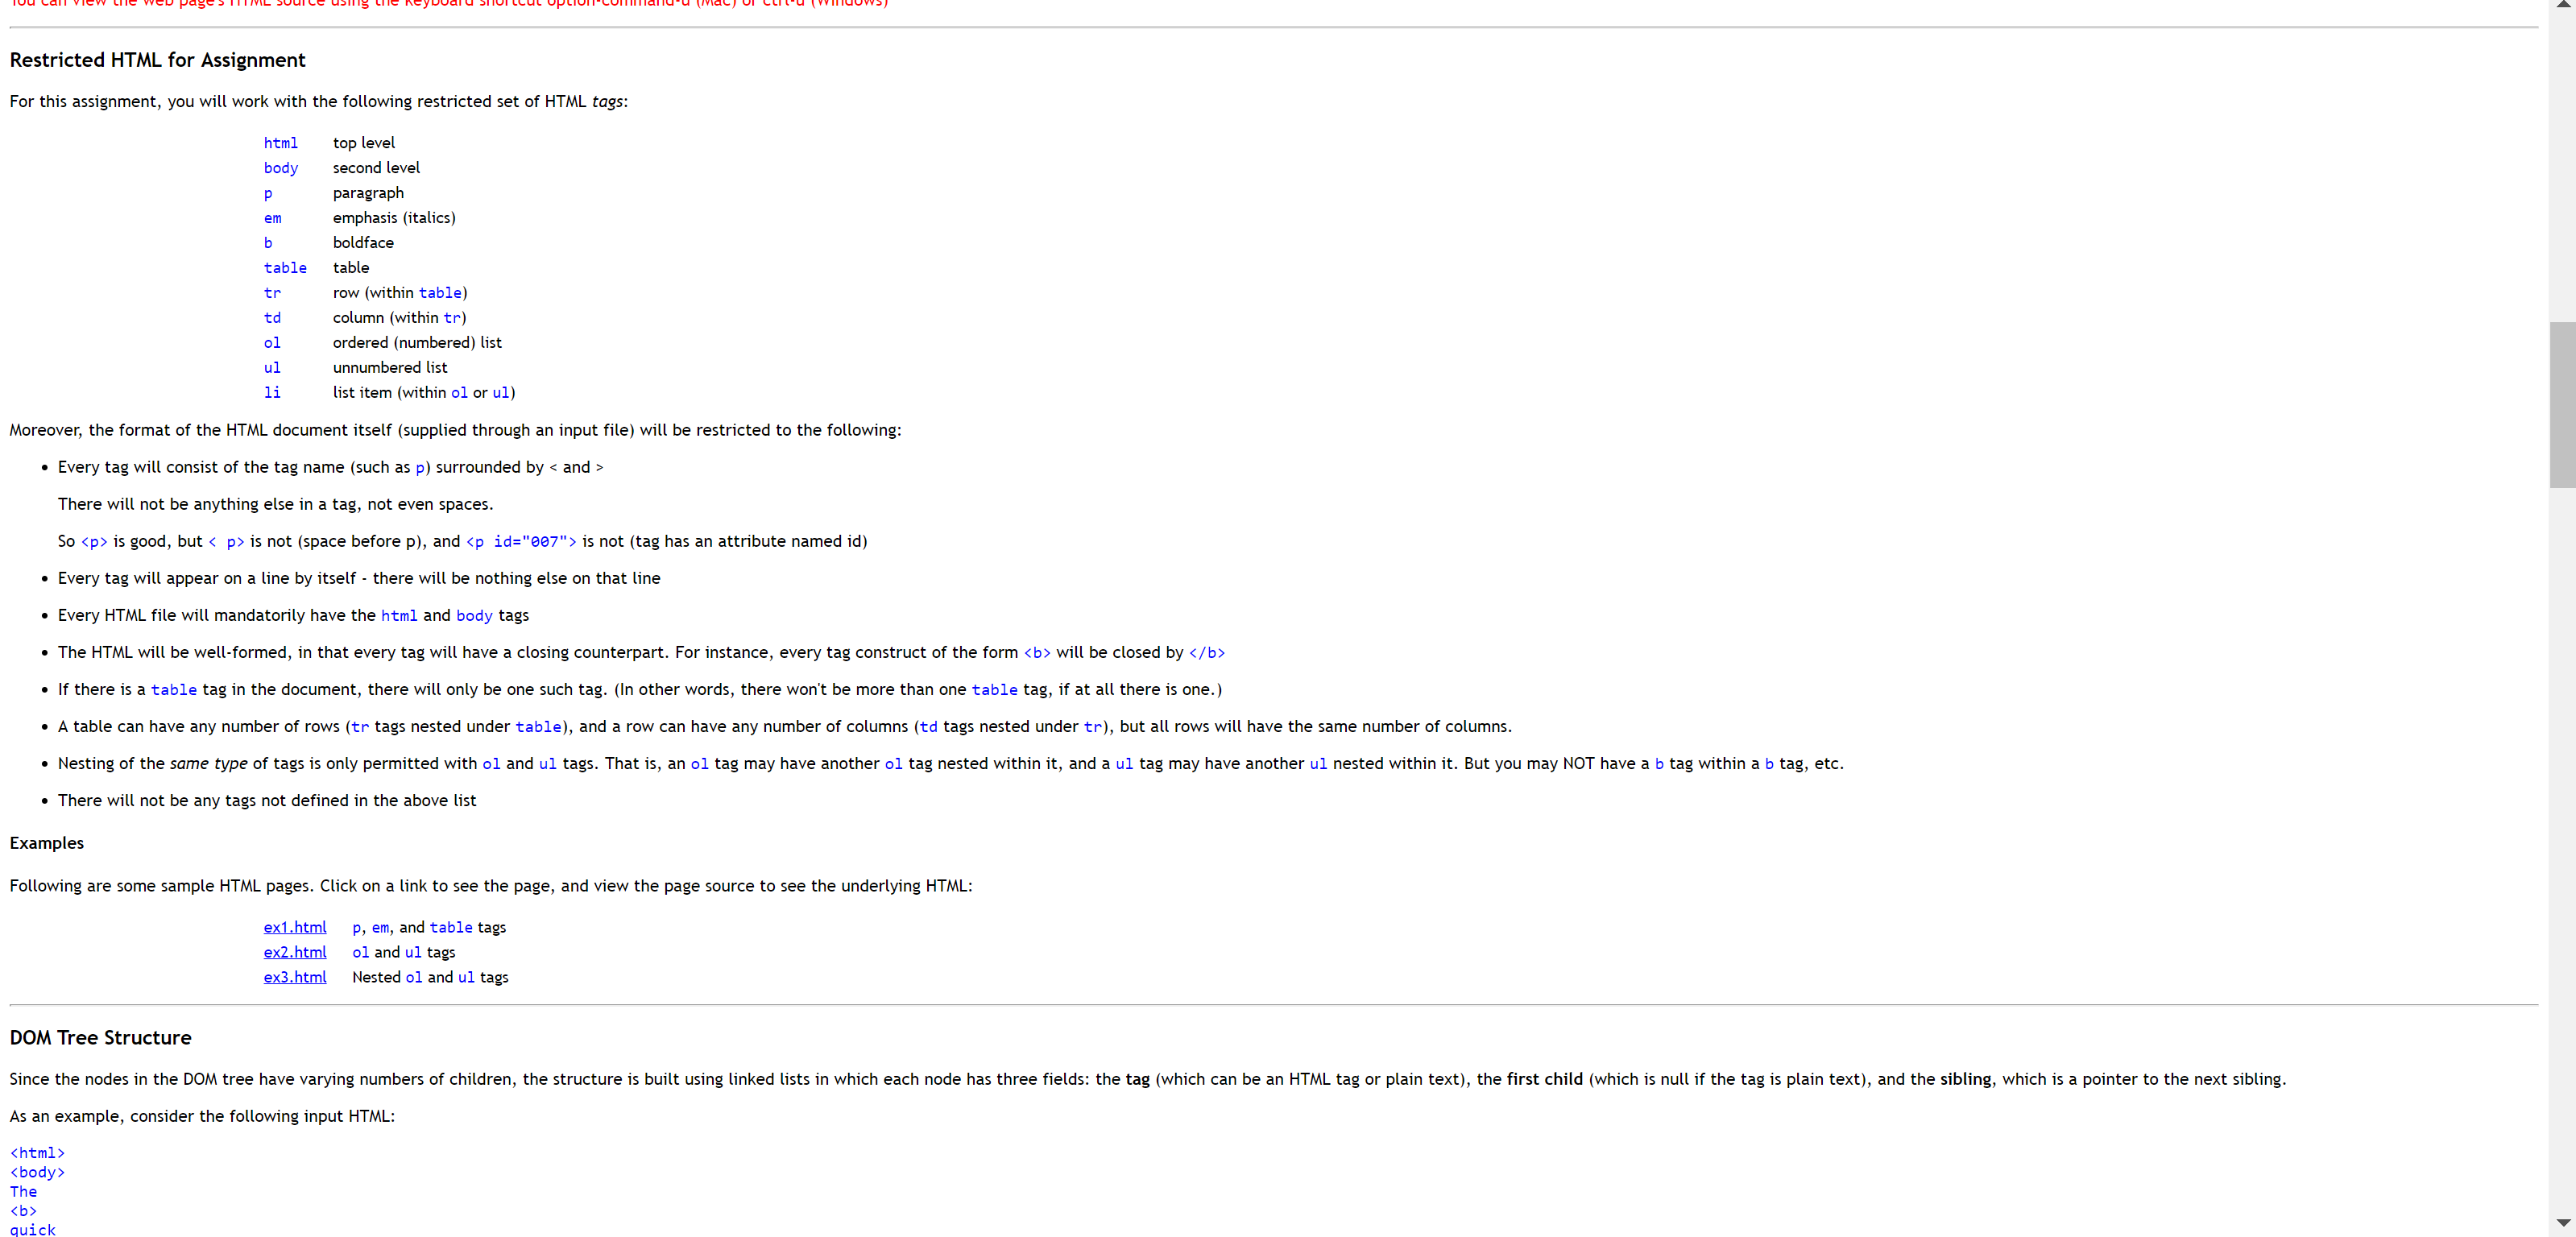 You can view the web page's HTML source using the keyboard shortcut option-command-u (Mac) or ctrl-u (Windows)
Restricted HTML for Assignment
For this assignment, you will work with the following restricted set of HTML tags:
html top level
body second level
p paragraph
em emphasis (italics)
b boldface
table table
tr row (within table)
td column (within tr)
ol ordered (numbered) list
ul unnumbered list
li list item (within ol or ul)
Moreover, the format of the HTML document itself (supplied through an input file) will be restricted to the following:
• Every tag will consist of the tag name (such as p) surrounded by < and >
There will not be anything else in a tag, not even spaces.
So <p> is good, but < p> is not (space before p), and <p id="007"> is not (tag has an attribute named id)
• Every tag will appear on a line by itself - there will be nothing else on that line
• Every HTML file will mandatorily have the html and body tags
• The HTML will be well-formed, in that every tag will have a closing counterpart. For instance, every tag construct of the form <b> will be closed by </b>
• If there is a table tag in the document, there will only be one such tag. (In other words, there won't be more than one table tag, if at all there is one.)
• A table can have any number of rows (tr tags nested under table), and a row can have any number of columns (td tags nested under tr), but all rows will have the same number of columns.
• Nesting of the same type of tags is only permitted with ol and ul tags. That is, an ol tag may have another ol tag nested within it, and a ul tag may have another ul nested within it. But you may NOT have a b tag within a b tag, etc.
• There will not be any tags not defined in the above list
Examples
Following are some sample HTML pages. Click on a link to see the page, and view the page source to see the underlying HTML:
ex1.html p, em, and table tags
ex2.html ol and ul tags
ex3.html Nested ol and ul tags
DOM Tree Structure
Since the nodes in the DOM tree have varying numbers of children, the structure is built using linked lists in which each node has three fields: the tag (which can be an HTML tag or plain text), the first child (which is null if the tag is plain text), and the sibling, which is a pointer to the next sibling.
As an example, consider the following input HTML:
<html>
<body>
The
<b>
quick